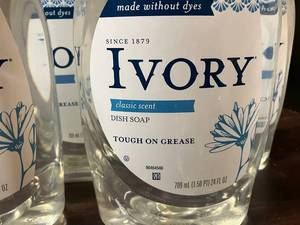 made without dyes
SINCE 1879
IVORY
classic scent
DISH SOAP
TOUGH ON GREASE
709 mL (1.5 PT) 24 FL OZ